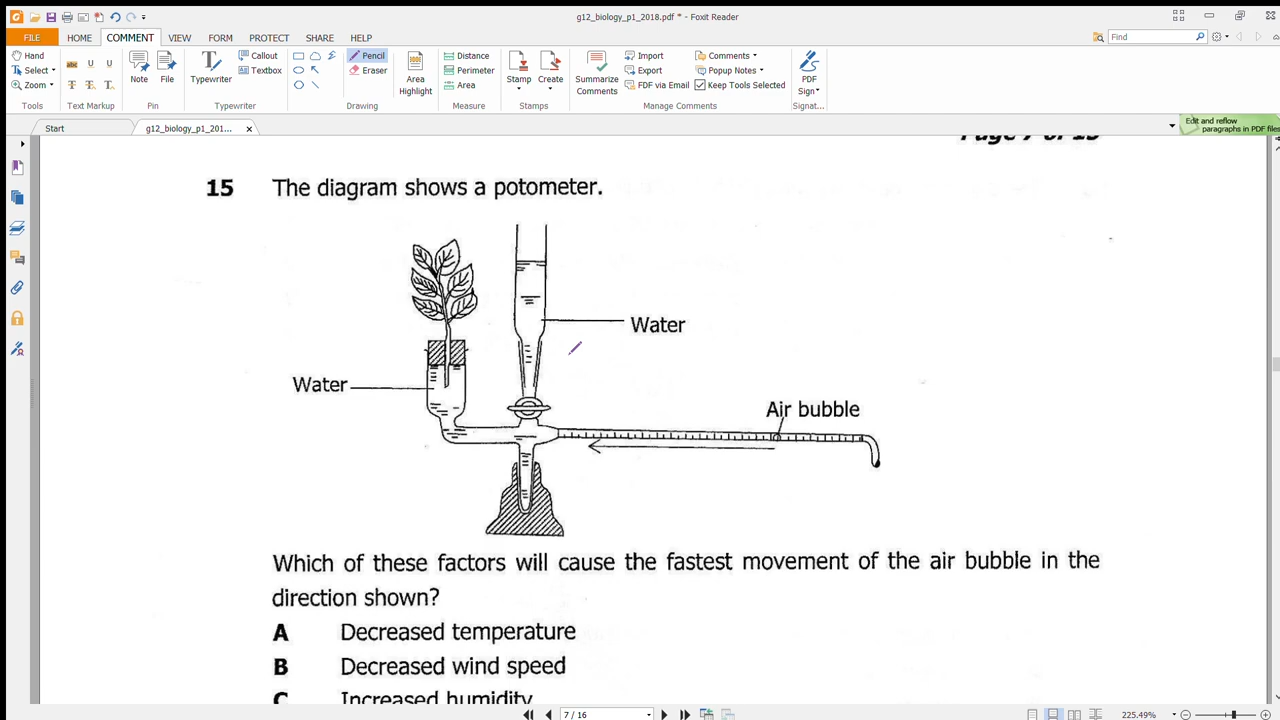 g12_biology_p1_2018.pdf * - Foxit Reader
FILE HOME COMMENT VIEW FORM PROTECT SHARE HELP
Find
Hand
Select
Zoom
Tools
Text Markup
Note
File
Pin
Typewriter
Callout
Textbox
Typewriter
Pencil
Eraser
Drawing
Area
Highlight
Distance
Perimeter
Area
Measure
Stamp
Create
Stamps
Summarize
Comments
Import
Export
FDF via Email
Comments
Popup Notes
Keep Tools Selected
Manage Comments
PDF
Sign
Signat...
Start
g12_biology_p1_201...
Edit and reflow
paragraphs in PDF files
15 The diagram shows a potometer.
Water
Water
Air bubble
Which of these factors will cause the fastest movement of the air bubble in the
direction shown?
A Decreased temperature
B Decreased wind speed
C Increased humidity
7 / 16
225.49%